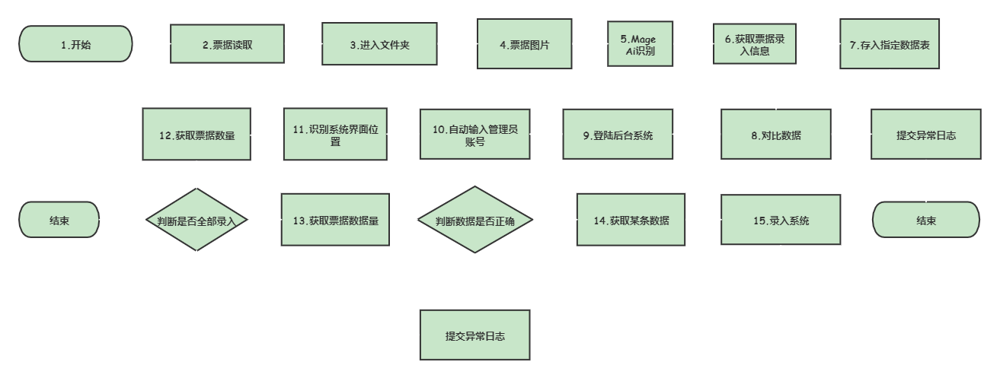 1.开始
2.票据读取
3.进入文件夹
4.票据图片
5.Mage
Ai识别
6.获取票据录
入信息
7.存入指定数据表
12.获取票据数量
11.识别系统界面位
置
10.自动输入管理员
账号
9.登陆后台系统
8.对比数据
提交异常日志
结束
判断是否全部录入
13.获取票据数据量
判断数据是否正确
14.获取某条数据
15.录入系统
结束
提交异常日志